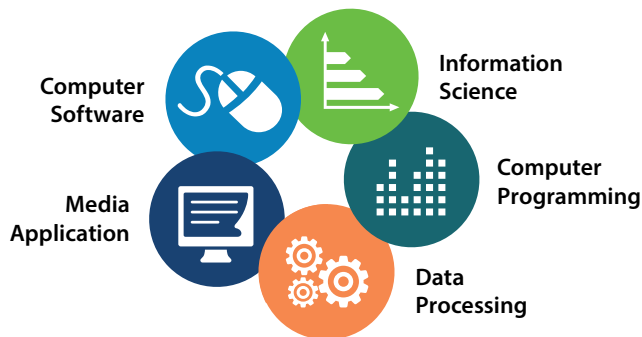 Computer
Software
Information
Science
Computer
Programming
Data
Processing
Media
Application